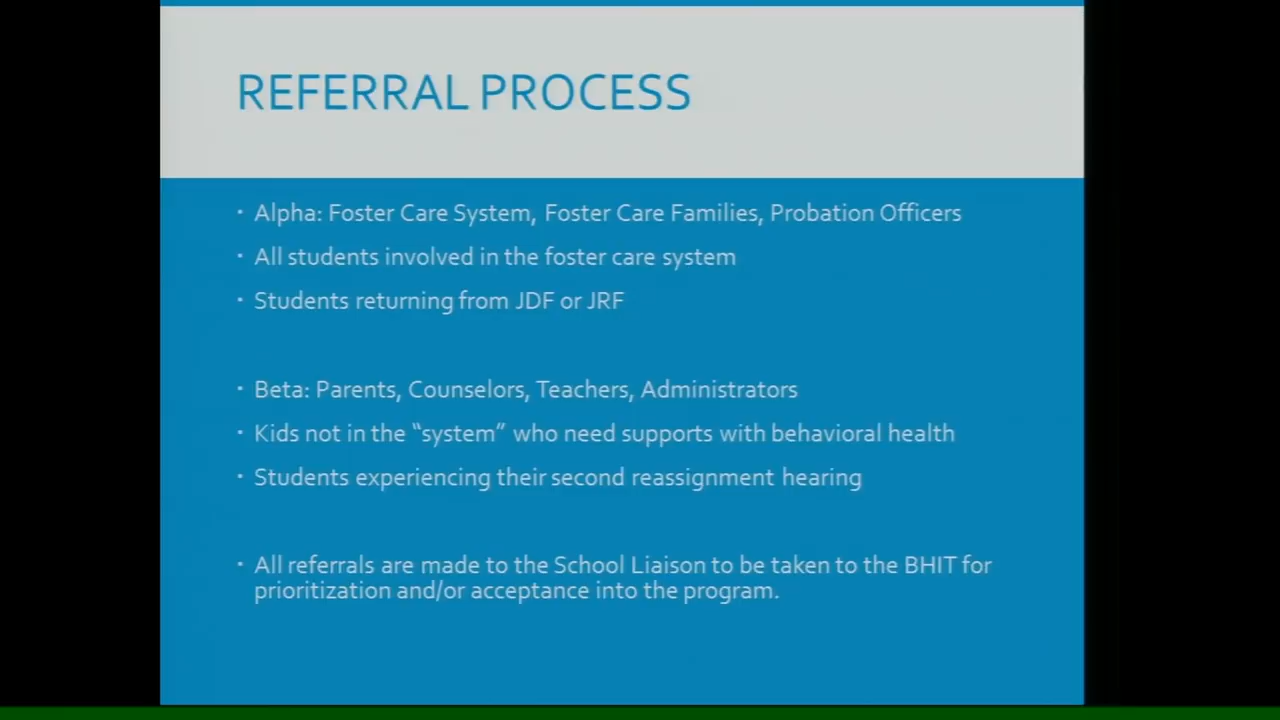 REFERRAL PROCESS
· Alpha: Foster Care System, Foster Care Families, Probation Officers
· All students involved in the foster care system
· Students returning from JDF or JRF
· Beta: Parents, Counselors, Teachers, Administrators
· Kids not in the “system” who need supports with behavioral health
· Students experiencing their second reassignment hearing
· All referrals are made to the School Liaison to be taken to the BHIT for
prioritization and/or acceptance into the program.